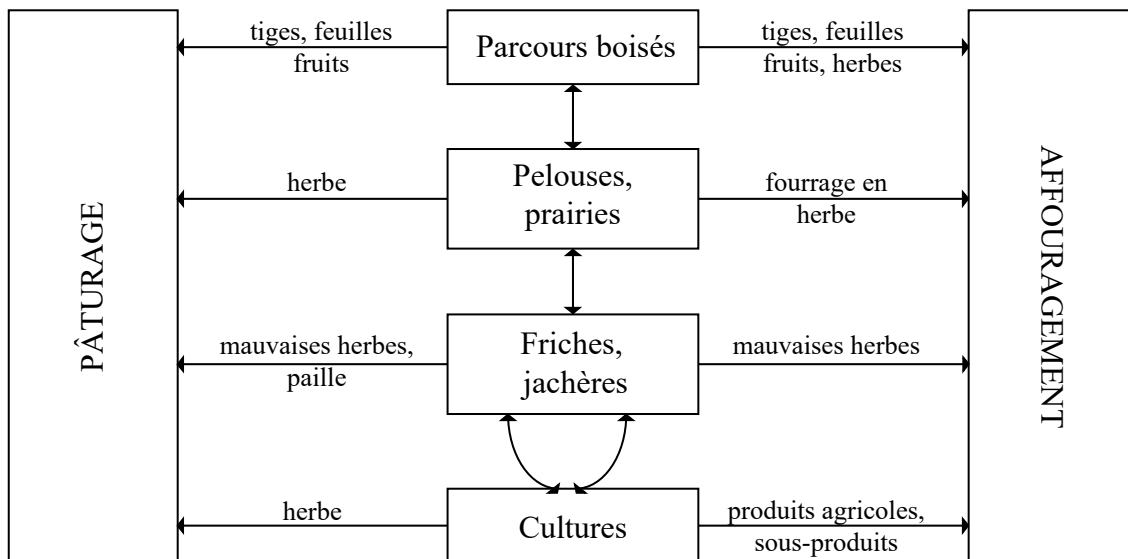 tiges, feuilles
fruits
Parcours boisés
tiges, feuilles
fruits, herbes
herbe
Pelouses,
prairies
fourrage en
herbe
mauvaises herbes,
paille
Friches,
jachères
mauvaises herbes
herbe
Cultures
produits agricoles,
sous-produits
PÂTURAGE
AFFOURAGEMENT